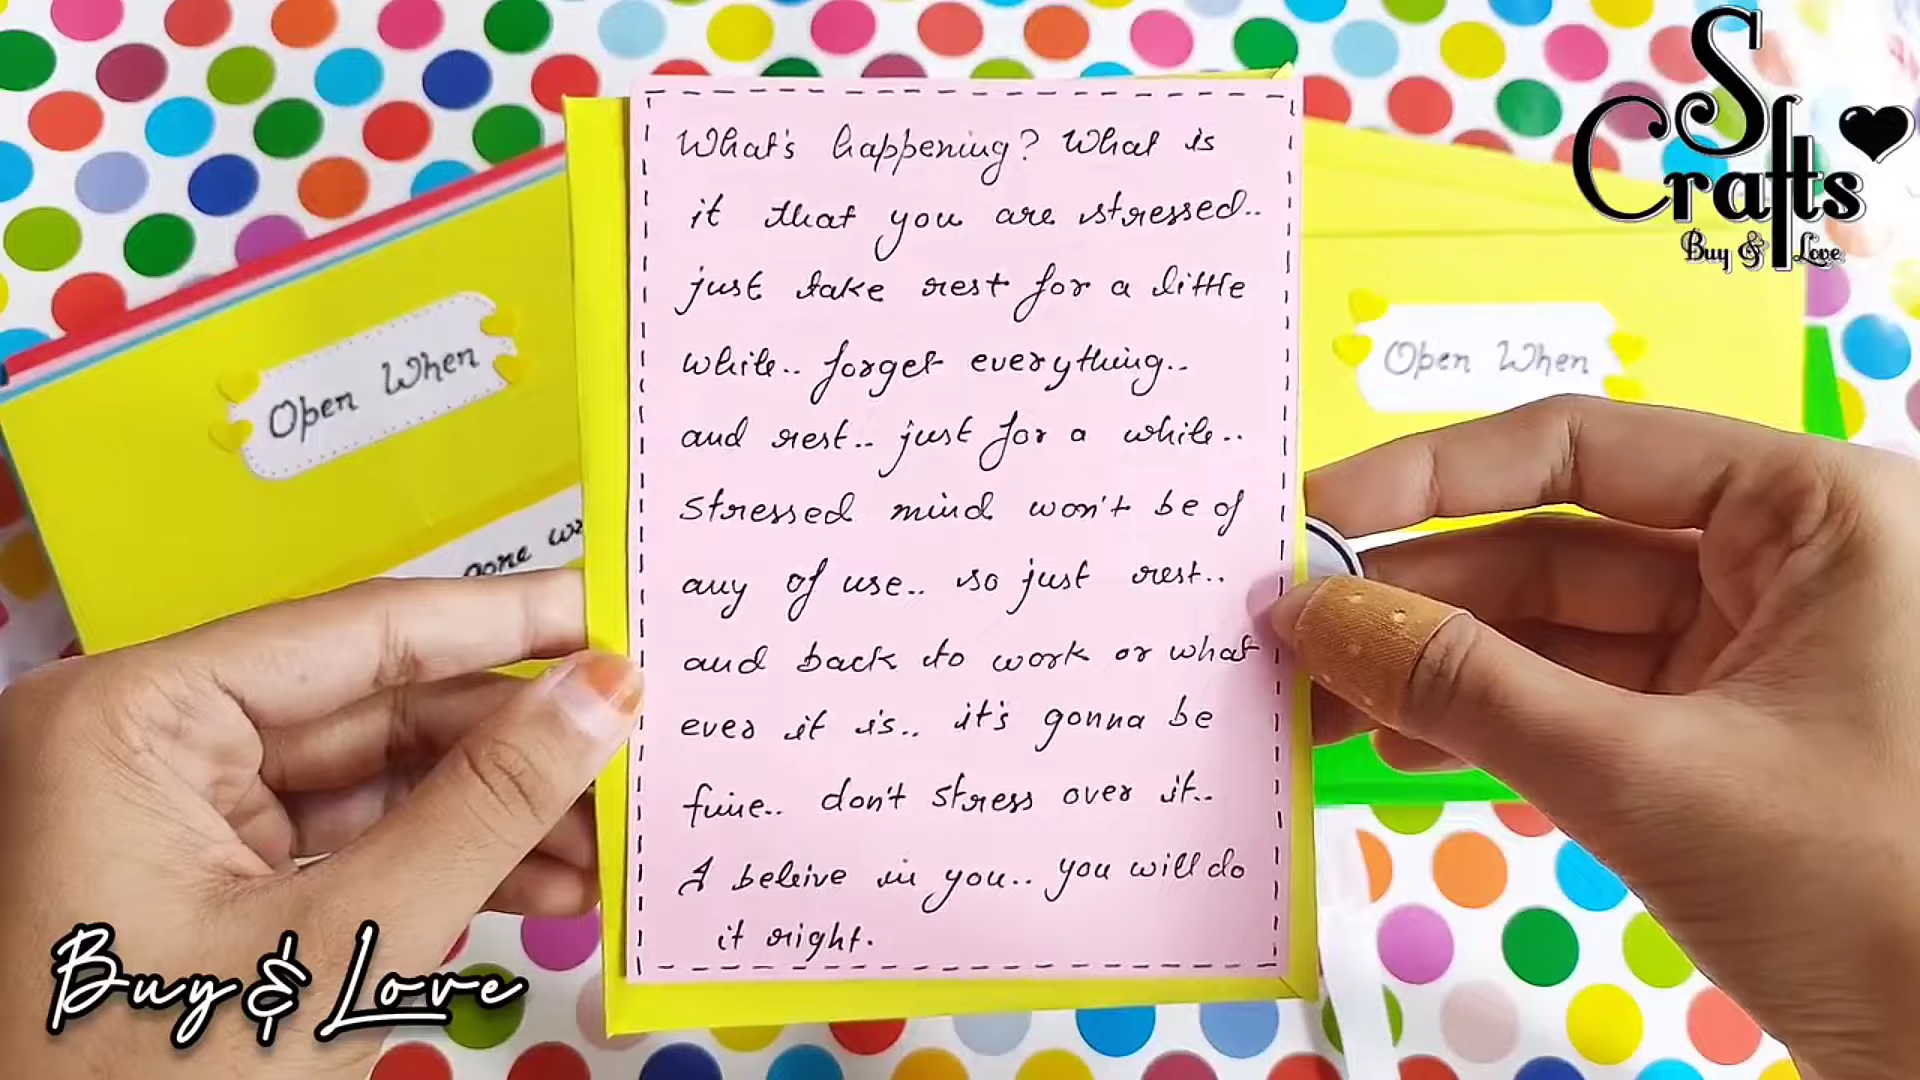 What's happening? What is
it that you are stressed..
just take rest for a little
while.. forget everything..
and rest.. just for a while..
stressed mind won't be of
any of use.. so just rest..
and back to work or what
ever it is.. it's gonna be
fine.. don't stress over it..
I beleive in you.. you will do
it right.
Open When
gone
Open When
S Crafts
Buy & Love
Buy & Love